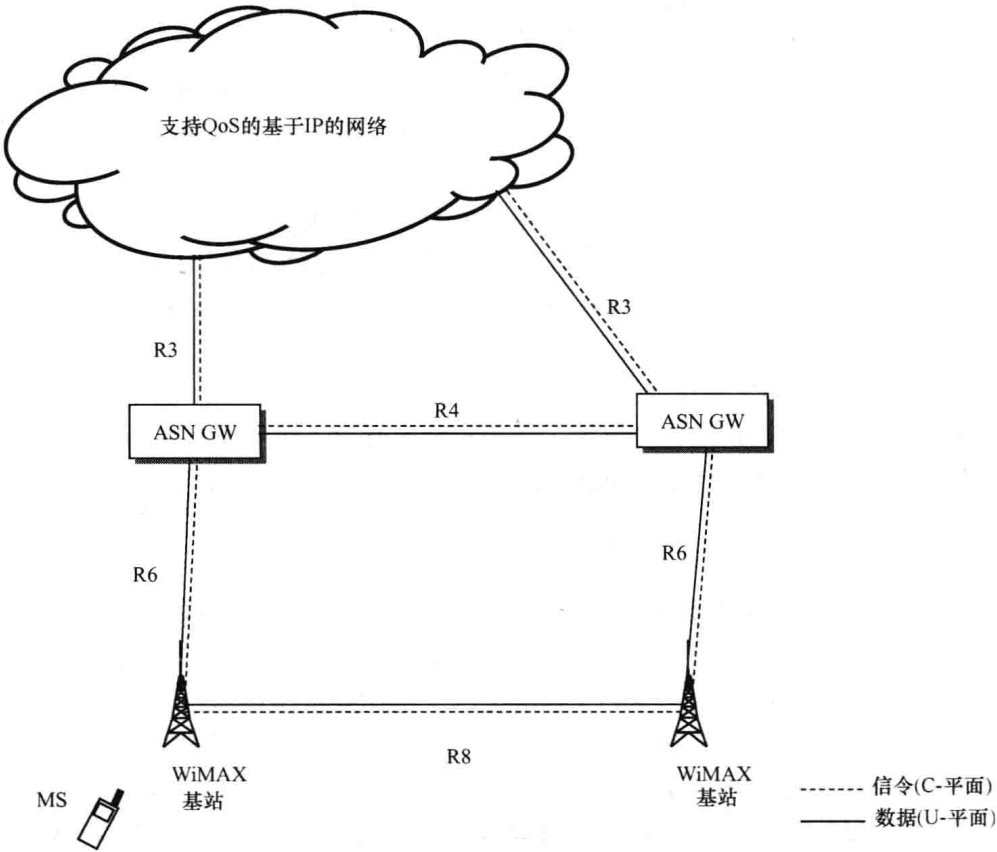 支持QoS的基于IP的网络
R3
R3
ASN GW
R4
ASN GW
R6
R6
R8
WiMAX
基站
WiMAX
基站
MS
信令(C-平面)
数据(U-平面)